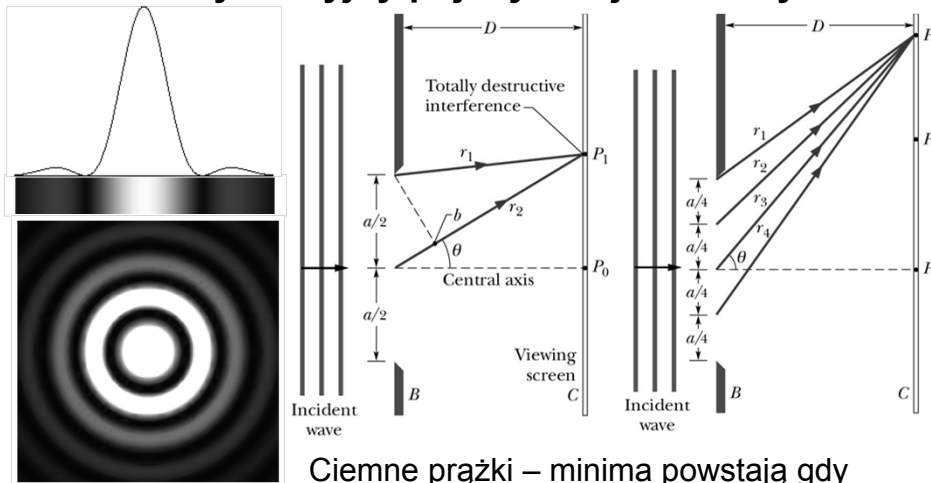 D
Totally destructive
interference
r1
P1
a/2
b
r2
θ
P0
Central axis
a/2
Viewing
screen
B
C
Incident
wave
D
r1
r2
r3
r4
a/4
a/4
θ
a/4
a/4
B
C
Incident
wave
Ciemne prążki – minima powstają gdy